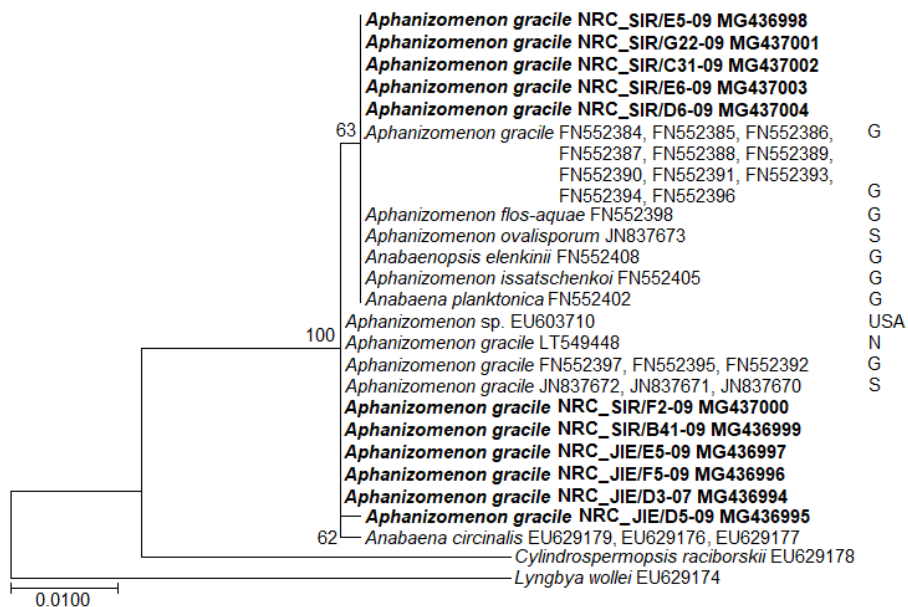 Aphanizomenon gracile NRC_SIR/E5-09 MG436998
Aphanizomenon gracile NRC_SIR/G22-09 MG437001
Aphanizomenon gracile NRC_SIR/C31-09 MG437002
Aphanizomenon gracile NRC_SIR/E6-09 MG437003
Aphanizomenon gracile NRC_SIR/D6-09 MG437004
63
Aphanizomenon gracile FN552384, FN552385, FN552386, G
FN552387, FN552388, FN552389,
FN552390, FN552391, FN552393,
FN552394, FN552396 G
Aphanizomenon flos-aquae FN552398 G
Aphanizomenon ovalisporum JN837673 S
Anabaenopsis elenkinii FN552408 G
Aphanizomenon issatschenkoi FN552405 G
Anabaena planktonica FN552402 G
Aphanizomenon sp. EU603710 USA
100
Aphanizomenon gracile LT549448 N
Aphanizomenon gracile FN552397, FN552395, FN552392 G
Aphanizomenon gracile JN837672, JN837671, JN837670 S
Aphanizomenon gracile NRC_SIR/F2-09 MG437000
Aphanizomenon gracile NRC_SIR/B41-09 MG436999
Aphanizomenon gracile NRC_JIE/E5-09 MG436997
Aphanizomenon gracile NRC_JIE/F5-09 MG436996
Aphanizomenon gracile NRC_JIE/D3-07 MG436994
Aphanizomenon gracile NRC_JIE/D5-09 MG436995
62
Anabaena circinalis EU629179, EU629176, EU629177
Cylindrospermopsis raciborskii EU629178
Lyngbya wollei EU629174
0.0100